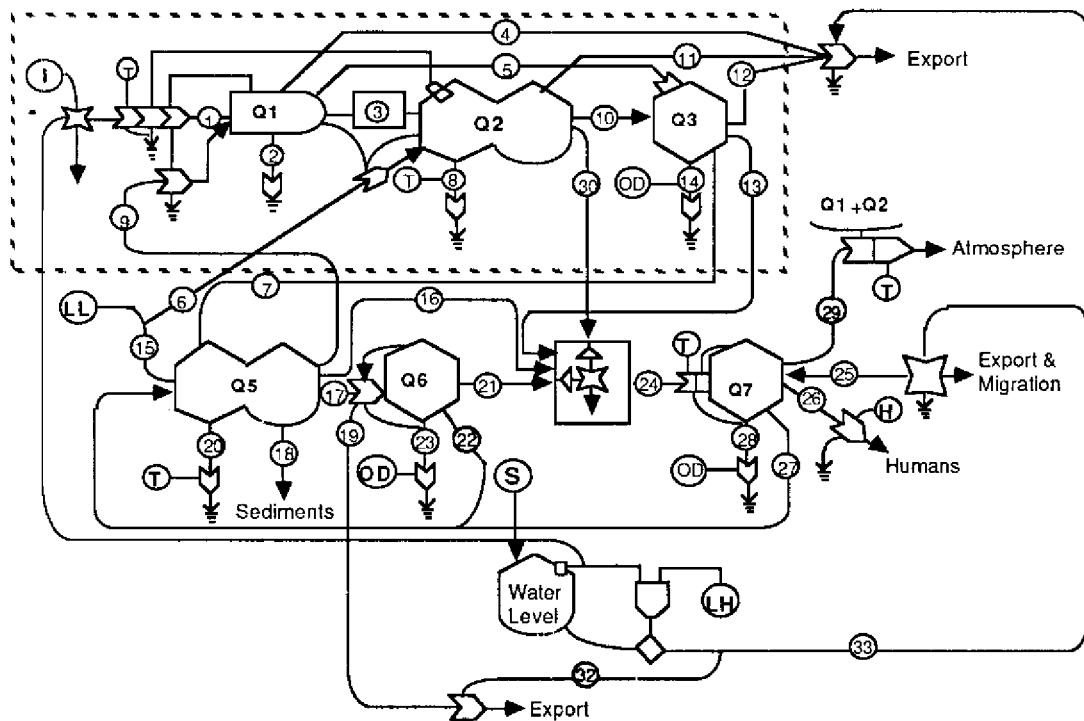 4
I
T
5
11
12
Export
1
Q1
3
Q2
10
Q3
2
T
8
30
OD
14
13
9
Q1 + Q2
Atmosphere
T
6
7
16
29
LL
15
T
Q5
17
Q6
21
24
Q7
25
Export &
Migration
26
H
19
20
18
23
22
28
27
T
OD
OD
Humans
Sediments
S
Water
Level
LH
33
32
Export